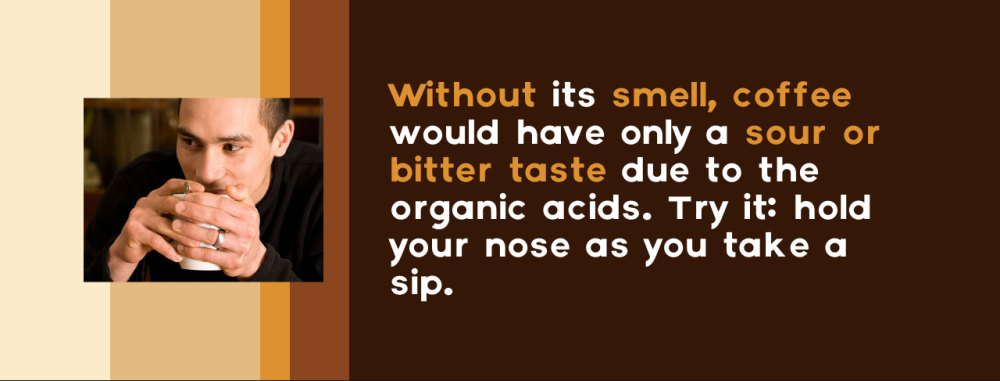 Without its smell, coffee
would have only a sour or
bitter taste due to the
organic acids. Try it: hold
your nose as you take a
sip.